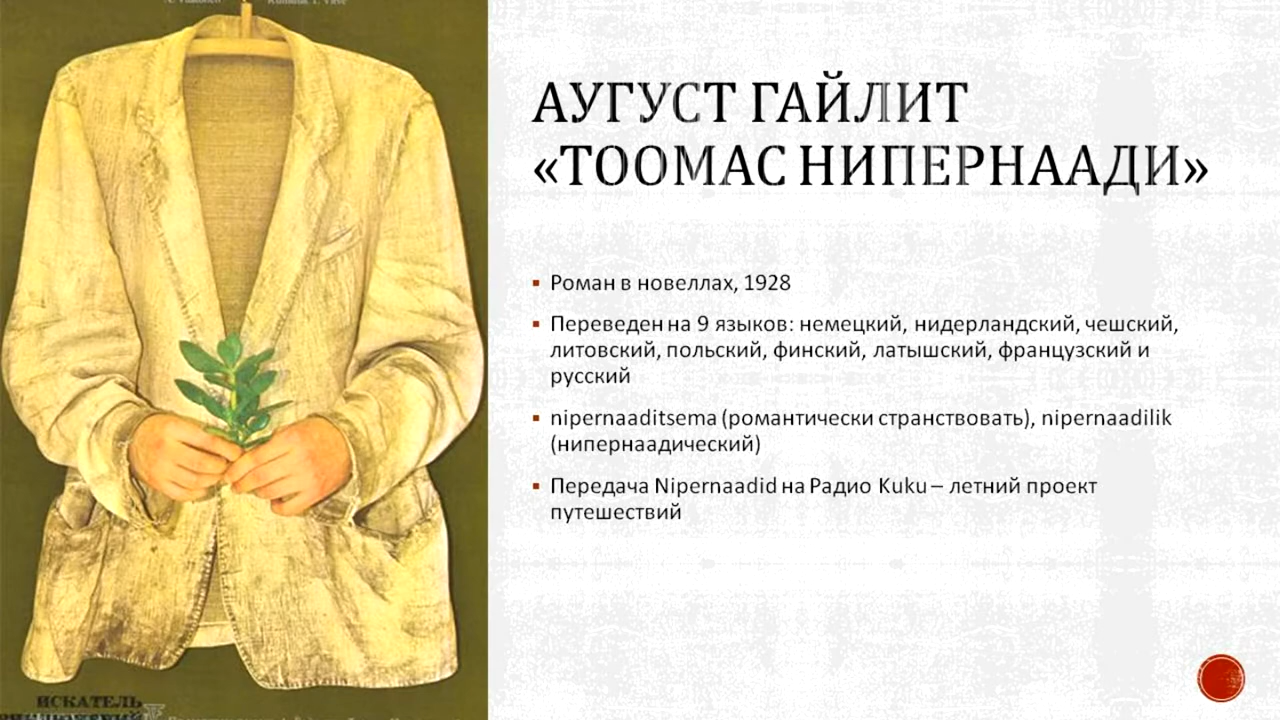 АУГУСТ ГАЙЛИТ
«ТООМАС НИПЕРНААДИ»
▪ Роман в новеллах, 1928
▪ Переведен на 9 языков: немецкий, нидерландский, чешский,
литовский, польский, финский, латышский, французский и
русский
▪ nipernaaditsema (романтически странствовать), nipernaadilik
(нипернаадический)
▪ Передача Nipernaadid на Радио Kuku – летний проект
путешествий
ИСКАТЕЛЬ